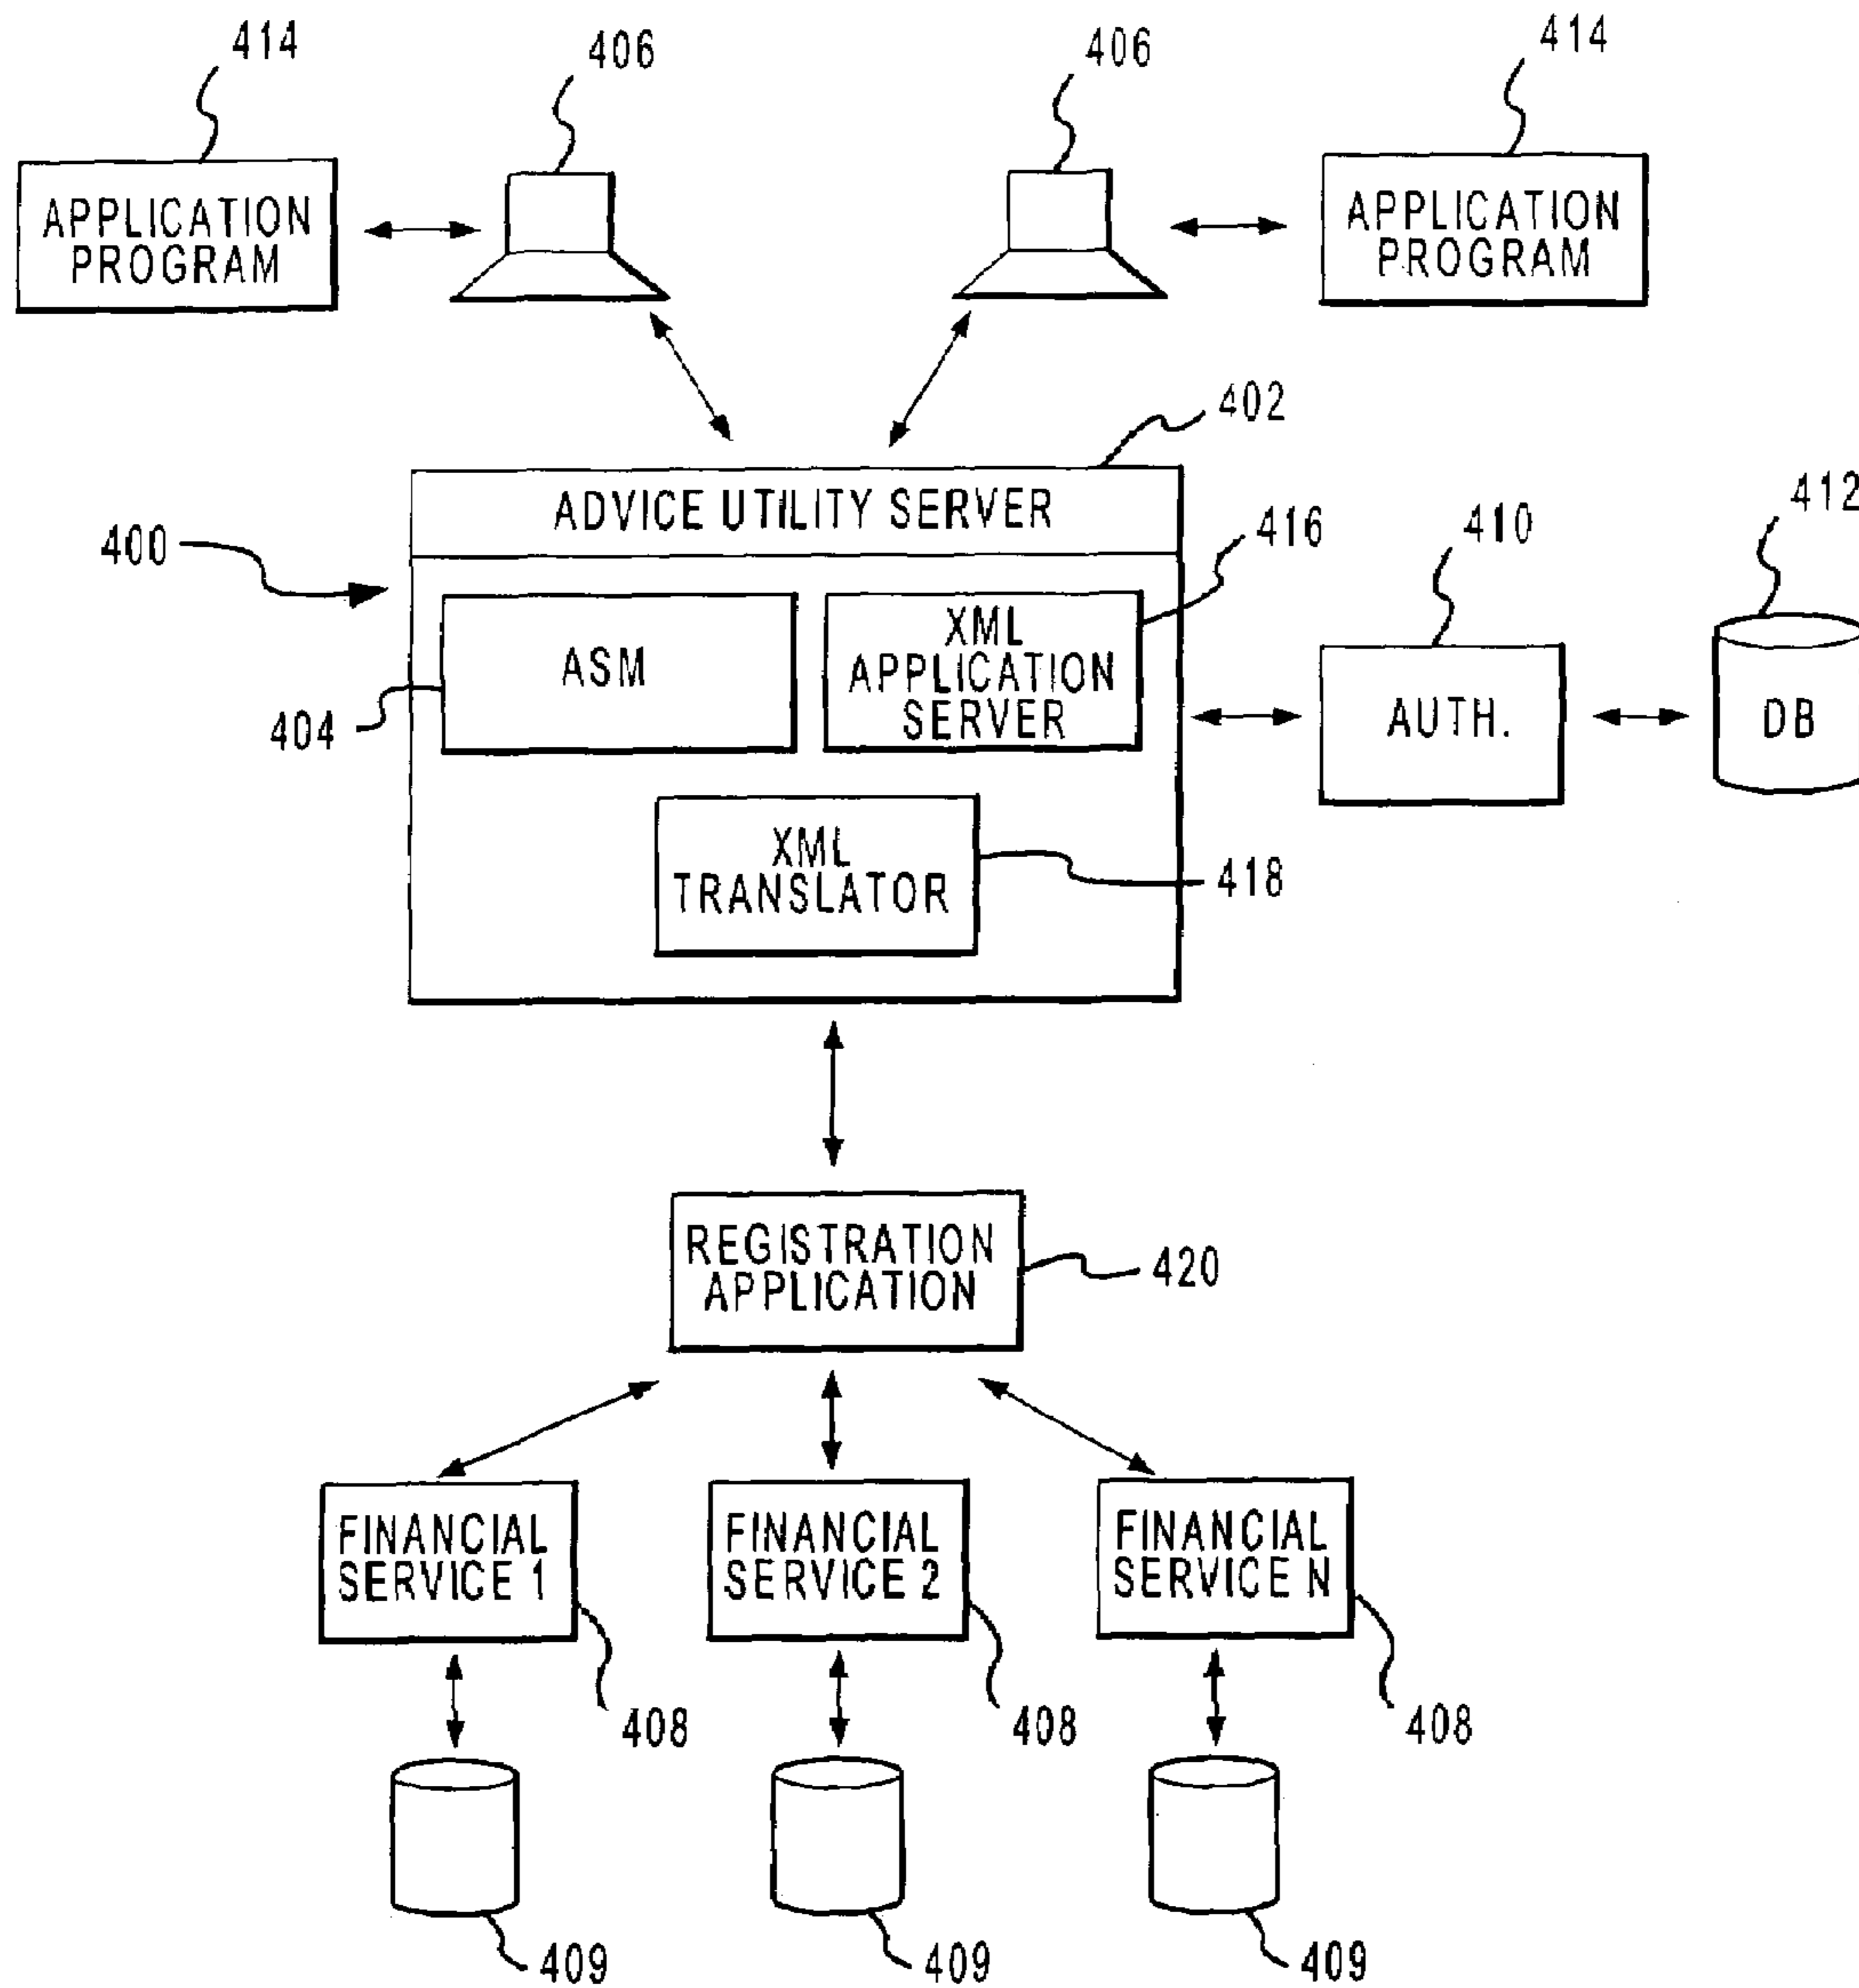 414
406
406
414
APPLICATION
PROGRAM
APPLICATION
PROGRAM
402
ADVICE UTILITY SERVER
400
416
410
412
ASM
XML
APPLICATION
SERVER
404
AUTH.
DB
XML
TRANSLATOR
418
REGISTRATION
APPLICATION
420
FINANCIAL
SERVICE 1
FINANCIAL
SERVICE 2
FINANCIAL
SERVICE N
408
408
408
409
409
409